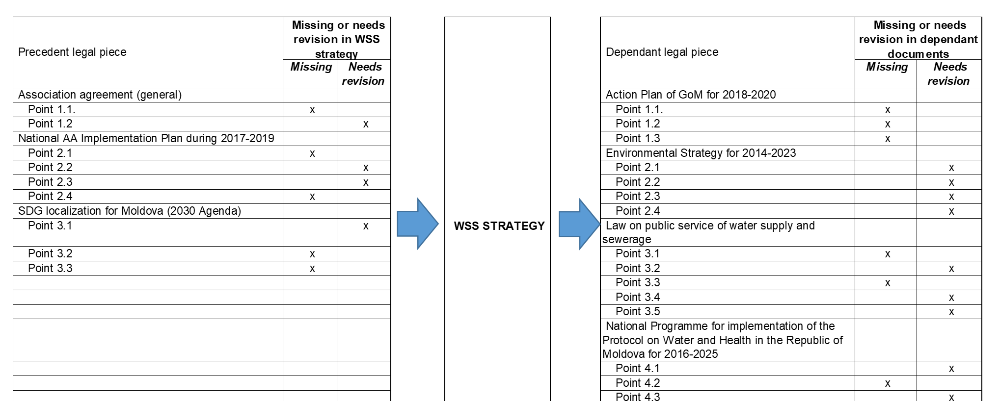 Precedent legal piece
Missing or needs
revision in WSS
strategy
Missing
Needs
revision
Association agreement (general)
Point 1.1.
x
Point 1.2
x
National AA Implementation Plan during 2017-2019
Point 2.1
x
Point 2.2
x
Point 2.3
x
Point 2.4
x
SDG localization for Moldova (2030 Agenda)
Point 3.1
x
Point 3.2
x
Point 3.3
x
WSS STRATEGY
Dependant legal piece
Missing or needs
revision in dependant
documents
Missing
Needs
revision
Action Plan of GoM for 2018-2020
Point 1.1.
x
Point 1.2
x
Point 1.3
x
Environmental Strategy for 2014-2023
Point 2.1
x
Point 2.2
x
Point 2.3
x
Point 2.4
x
Law on public service of water supply and
sewerage
Point 3.1
x
Point 3.2
x
Point 3.3
x
Point 3.4
x
Point 3.5
x
National Programme for implementation of the
Protocol on Water and Health in the Republic of
Moldova for 2016-2025
Point 4.1
x
Point 4.2
x
Point 4.3
x